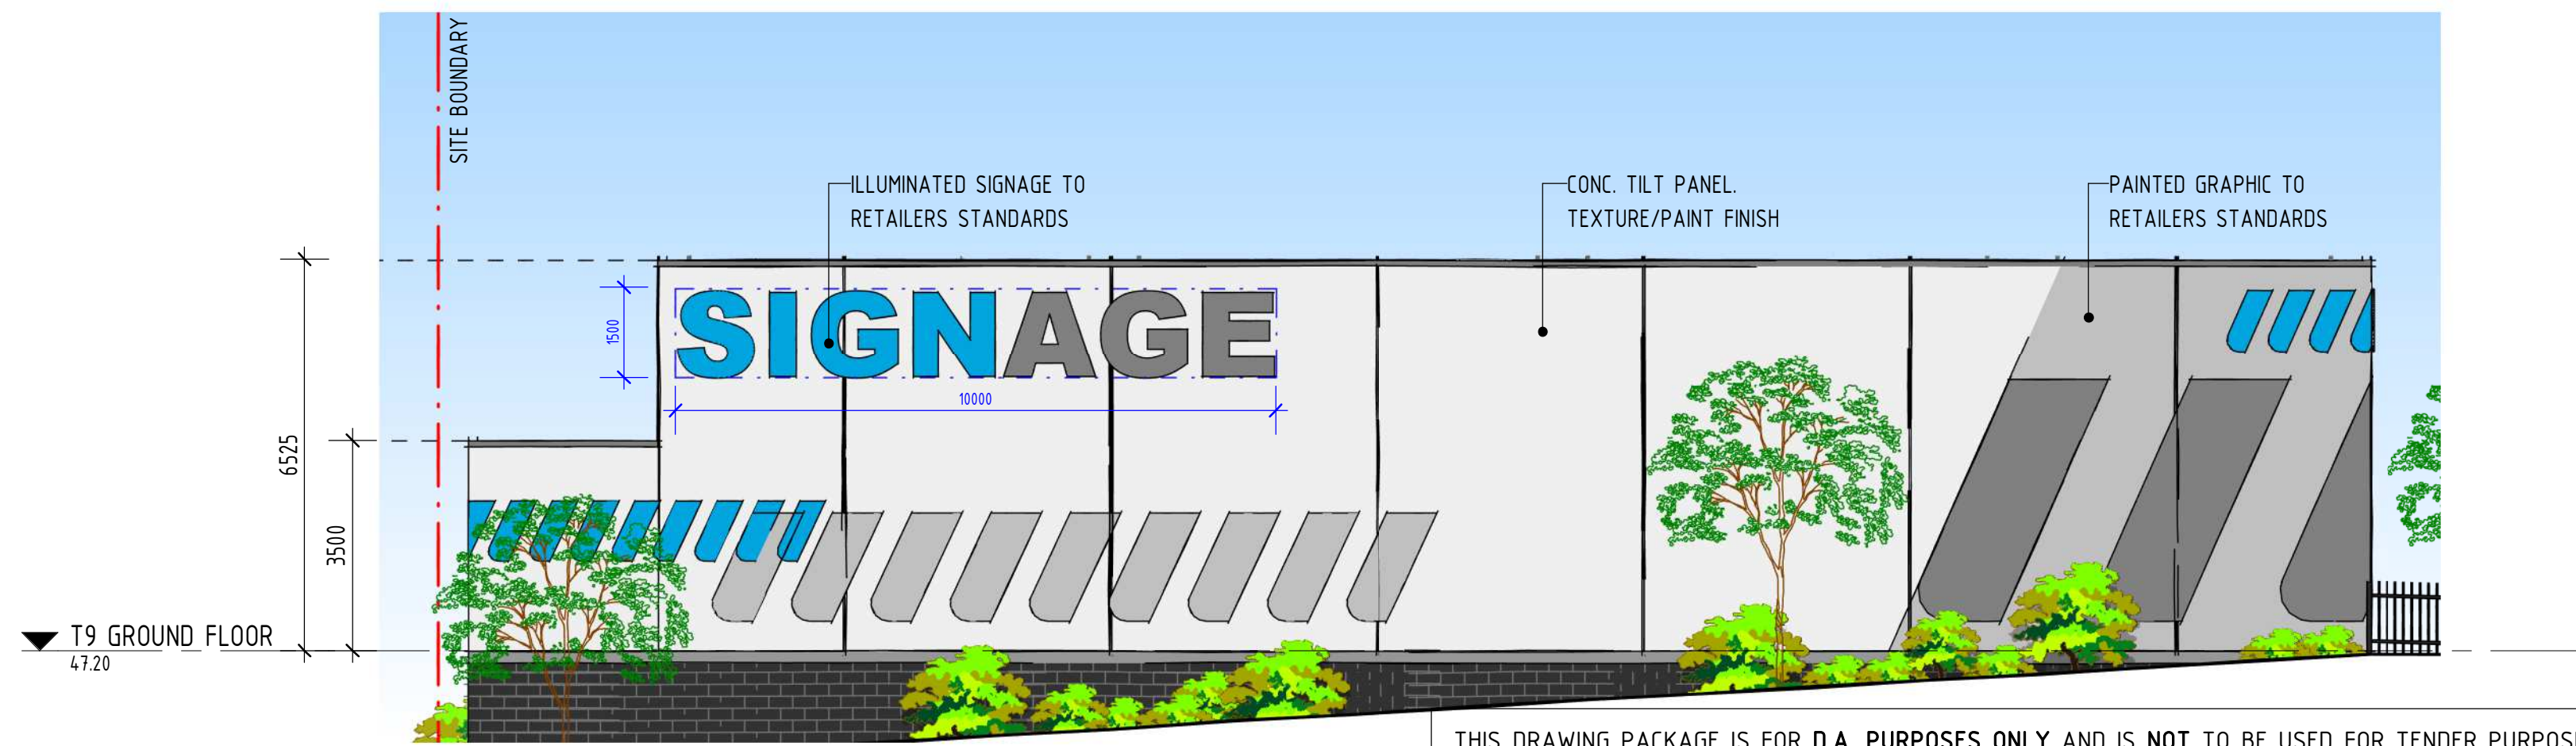 SITE BOUNDARY
ILLUMINATED SIGNAGE TO
RETAILERS STANDARDS
CONC. TILT PANEL.
TEXTURE/PAINT FINISH
PAINTED GRAPHIC TO
RETAILERS STANDARDS
SIGNAGE
1500
10000
6525
3500
T9 GROUND FLOOR
47.20
THIS DRAWING PACKAGE IS FOR D.A. PURPOSES ONLY AND IS NOT TO BE USED FOR TENDER PURPOS